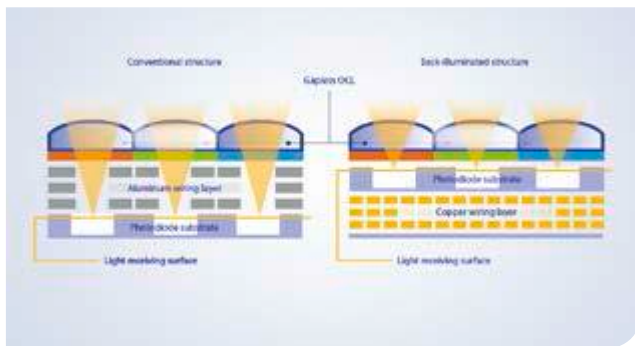 Conventional structure
Back-illuminated structure
Gapless OCL
Aluminum wiring layer
Photodiode substrate
Light receiving surface
Photodiode substrate
Copper wiring layer
Light receiving surface